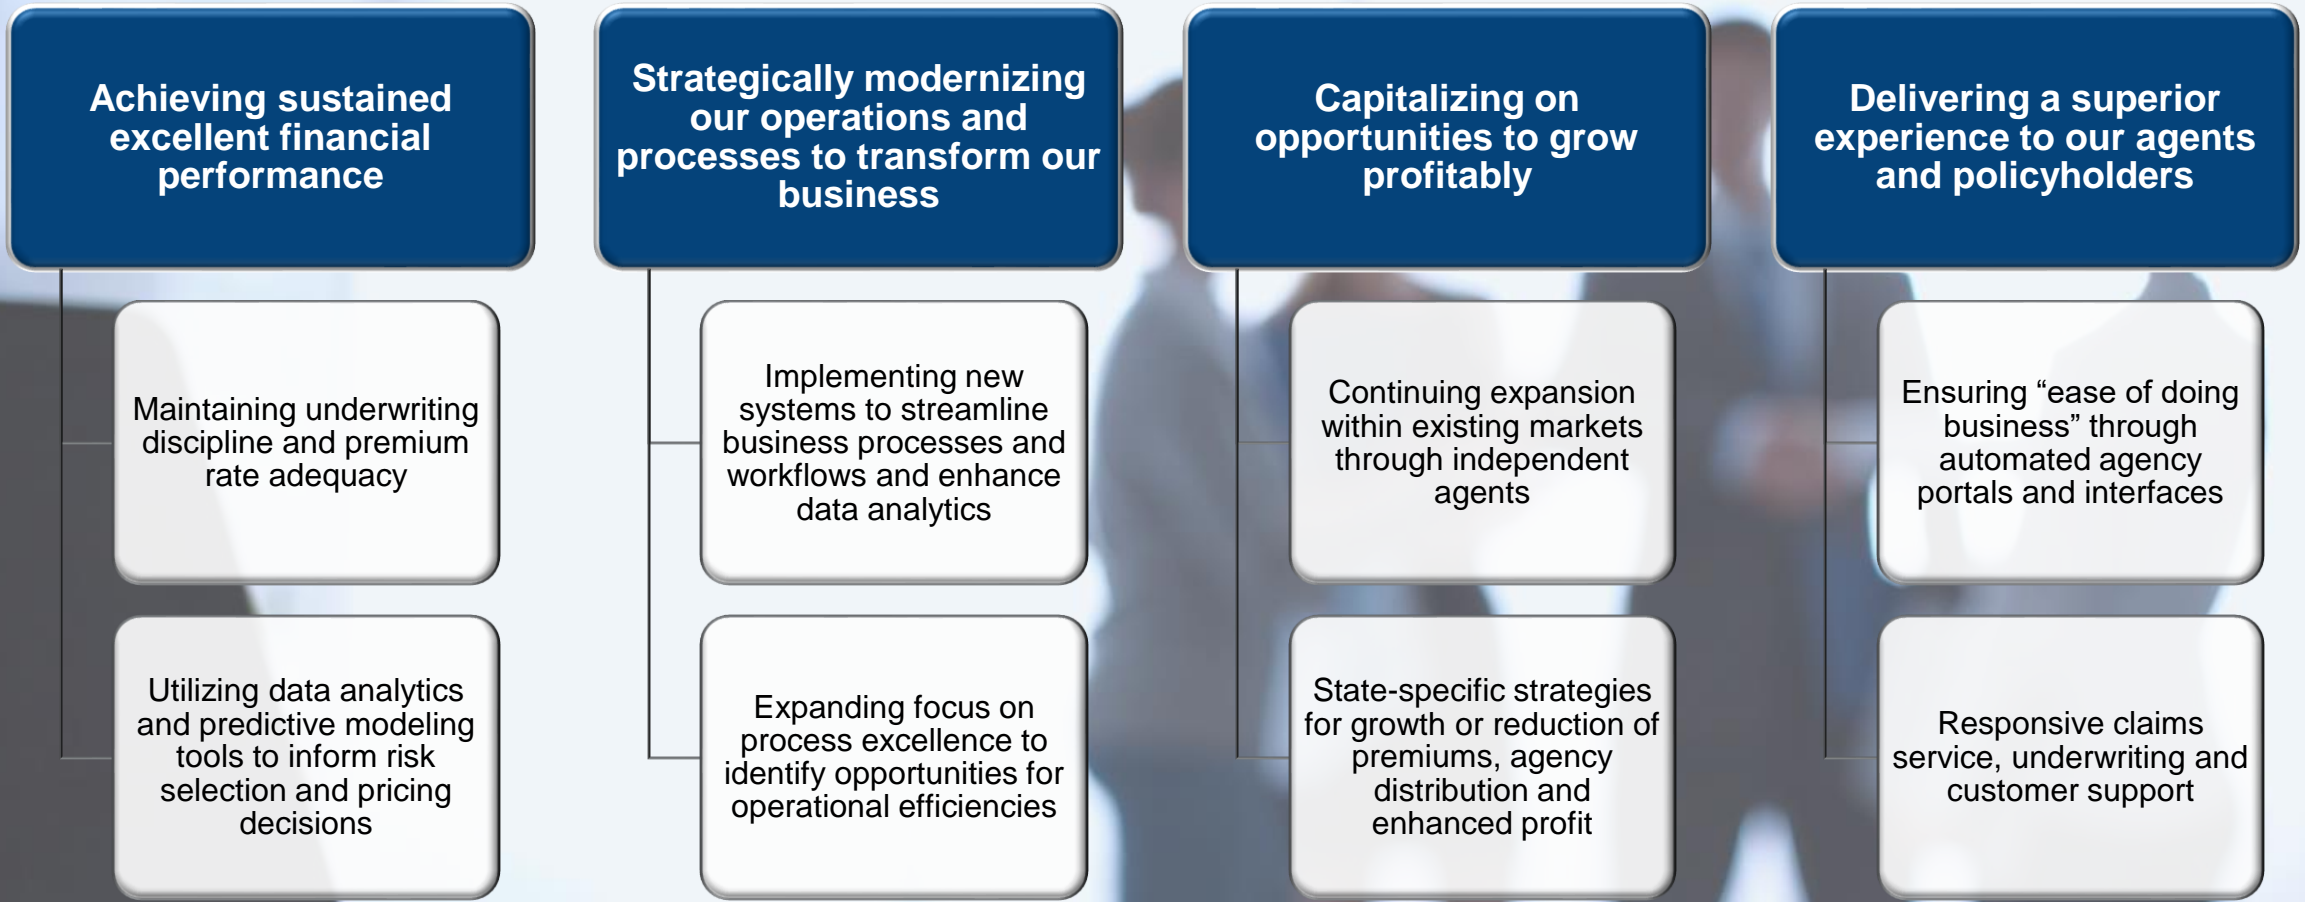 Achieving sustained
excellent financial
performance
Maintaining underwriting
discipline and premium
rate adequacy
Utilizing data analytics
and predictive modeling
tools to inform risk
selection and pricing
decisions
Strategically modernizing
our operations and
processes to transform our
business
Implementing new
systems to streamline
business processes and
workflows and enhance
data analytics
Expanding focus on
process excellence to
identify opportunities for
operational efficiencies
Capitalizing on
opportunities to grow
profitably
Continuing expansion
within existing markets
through independent
agents
State-specific strategies
for growth or reduction of
premiums, agency
distribution and
enhanced profit
Delivering a superior
experience to our agents
and policyholders
Ensuring “ease of doing
business” through
automated agency
portals and interfaces
Responsive claims
service, underwriting and
customer support